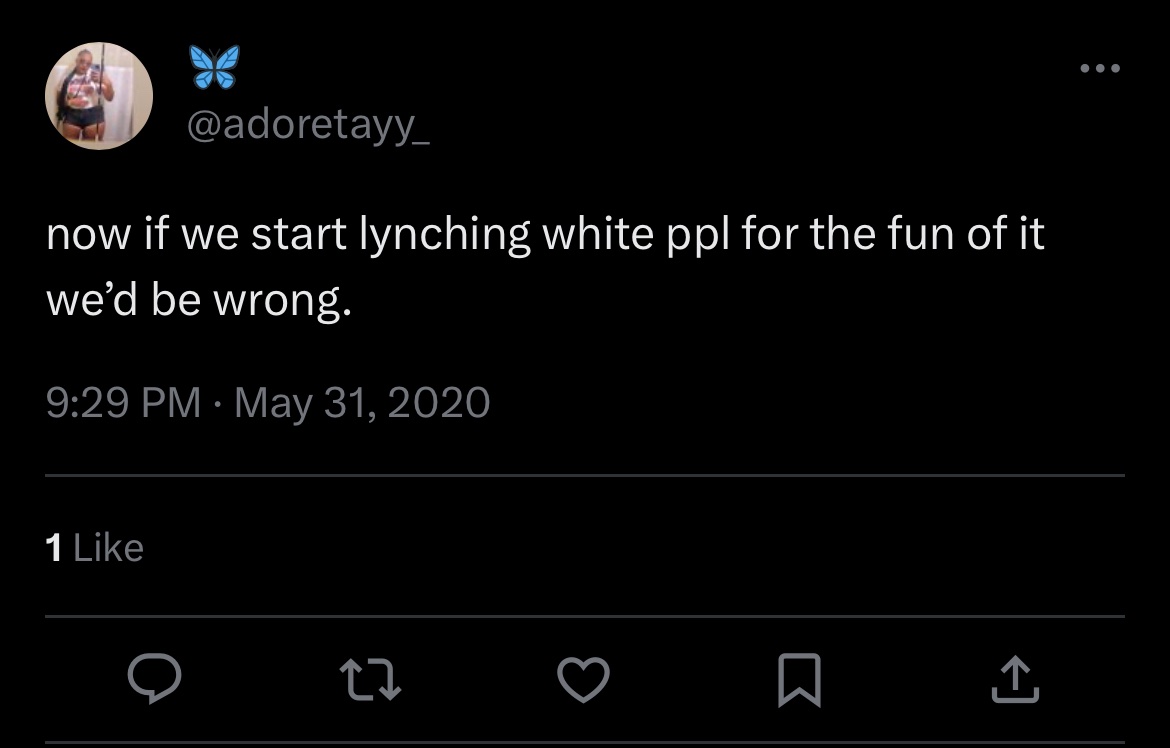 🦋
@adoretayy_
now if we start lynching white ppl for the fun of it
we’d be wrong.
9:29 PM · May 31, 2020
1 Like